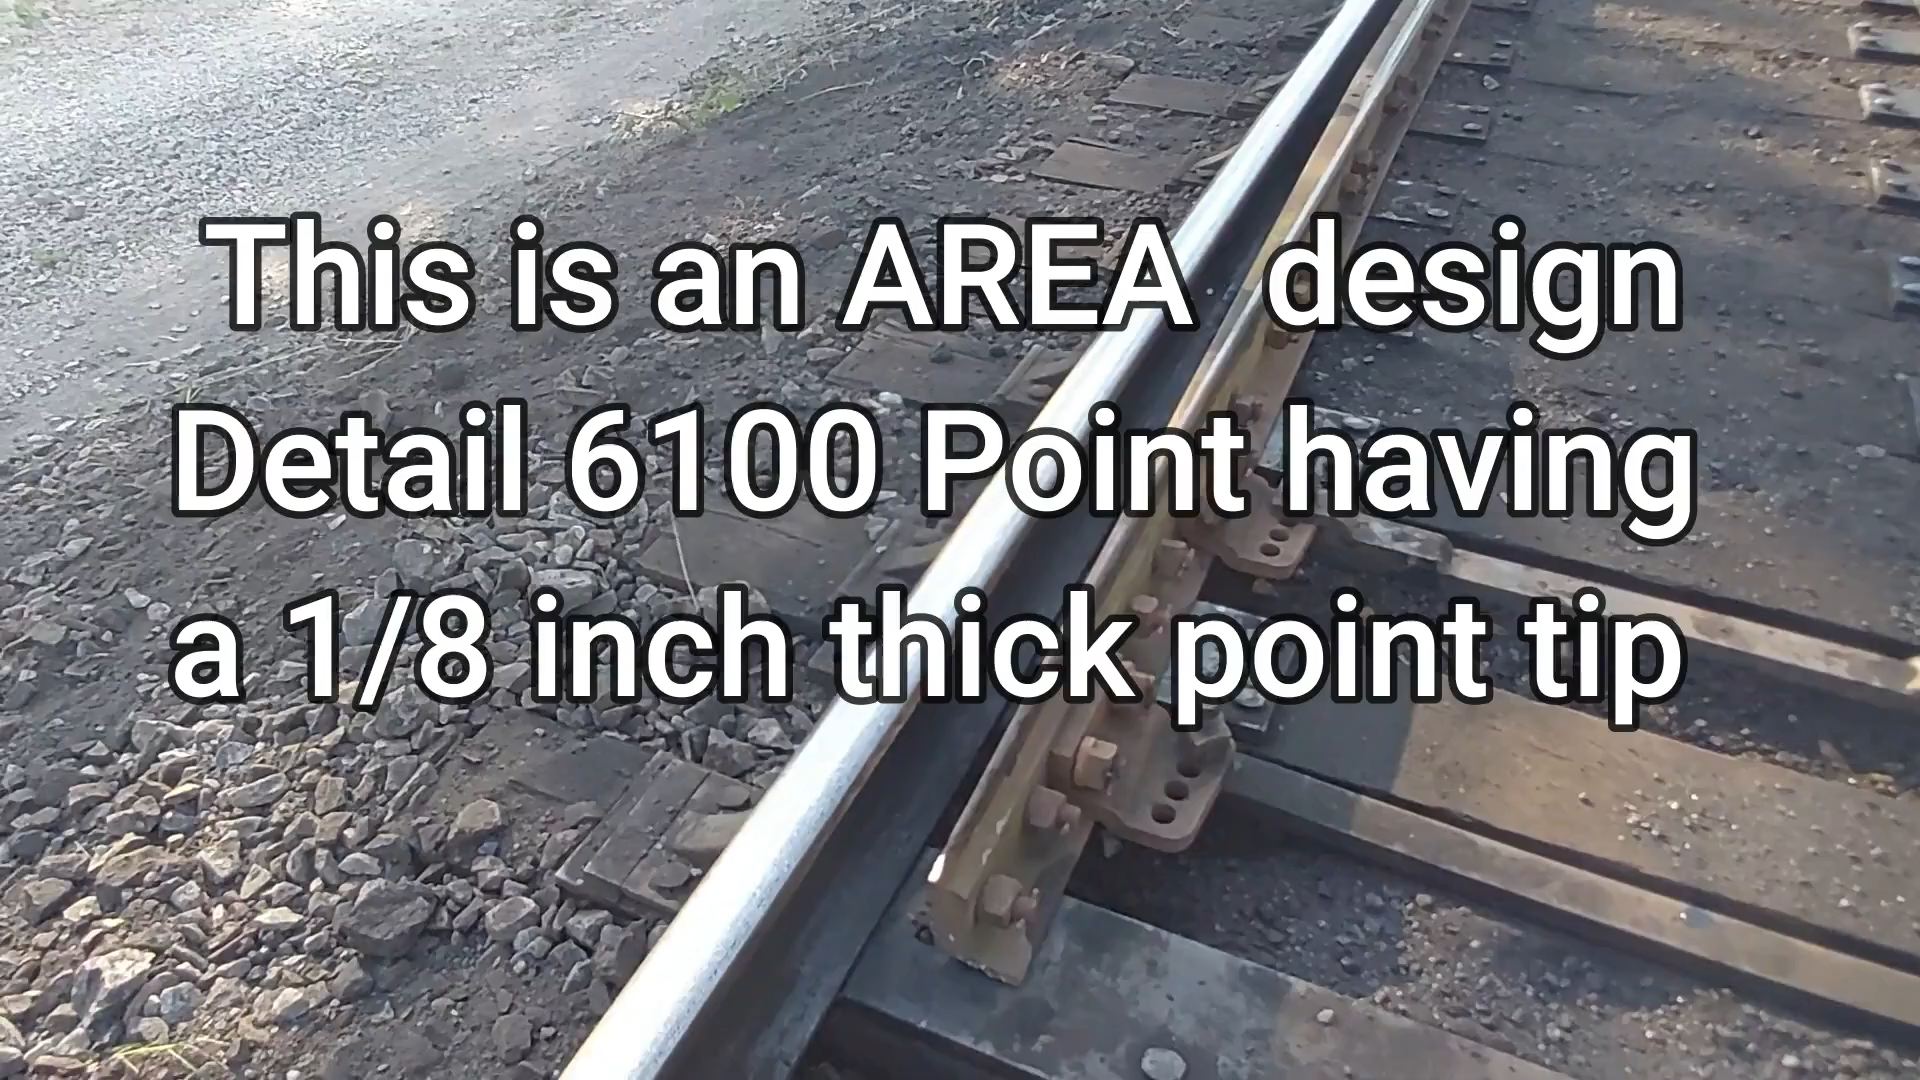 This is an AREA  design
Detail 6100 Point having
a 1/8 inch thick point tip